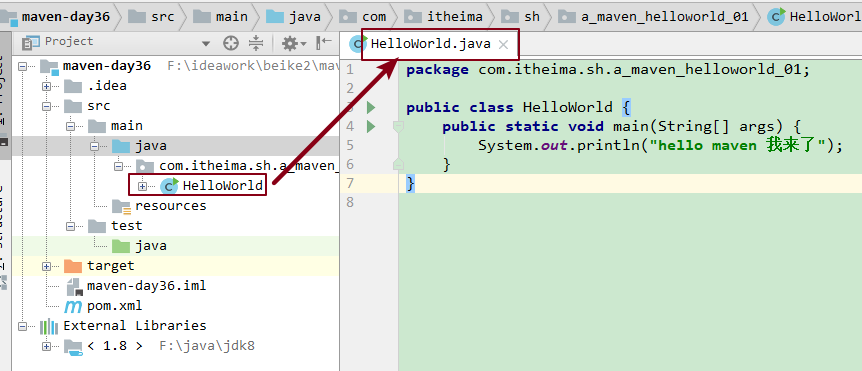 maven-day36 src main java com itheima sh a_maven_helloworld_01 HelloWorl
Project
maven-day36 F:\ideawork\beike2\mav
.idea
src
main
java
com.itheima.sh.a_maven_
HelloWorld
resources
test
java
target
maven-day36.iml
pom.xml
External Libraries
< 1.8 > F:\java\jdk8
HelloWorld.java
1 package com.itheima.sh.a_maven_helloworld_01;
2
3 public class HelloWorld {
4 public static void main(String[] args) {
5 System.out.println("hello maven 我来了");
6 }
7 }
8